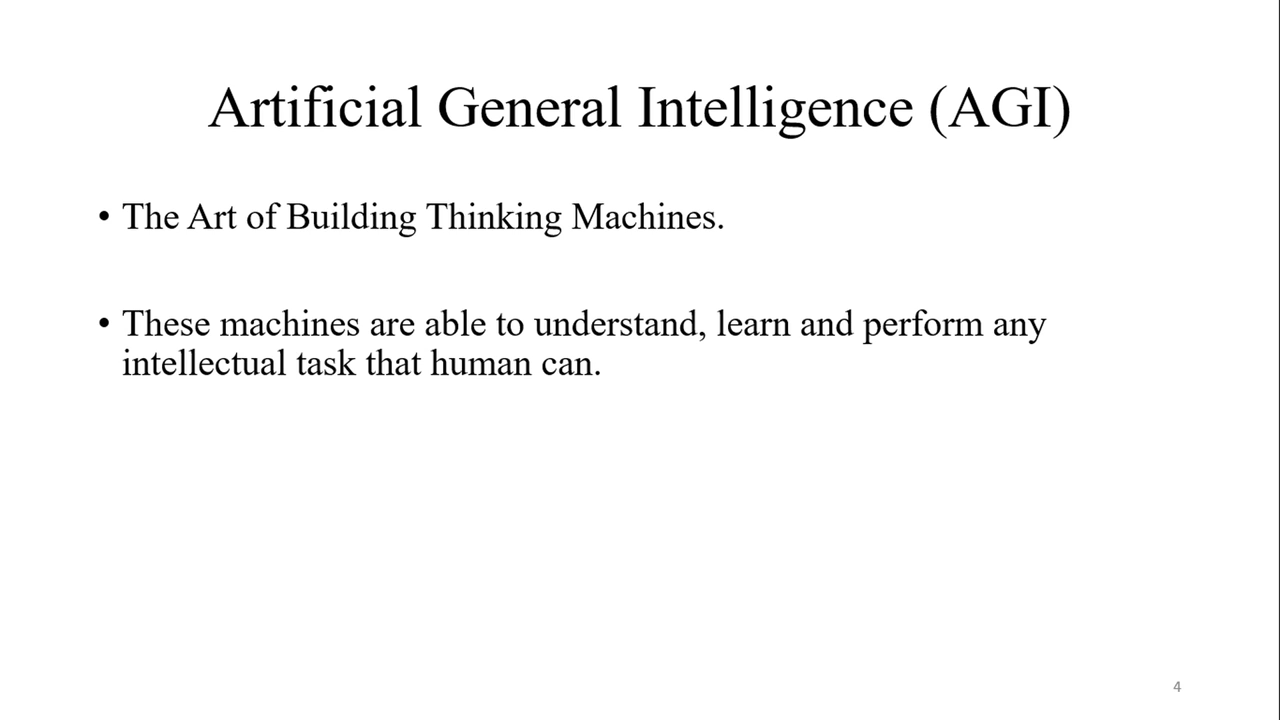 Artificial General Intelligence (AGI)
• The Art of Building Thinking Machines.
• These machines are able to understand, learn and perform any
intellectual task that human can.
4